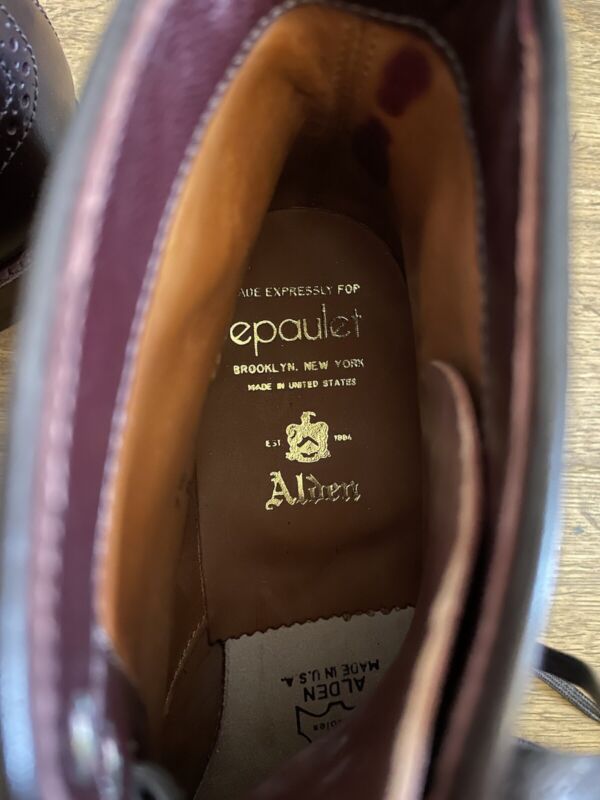 ADE EXPRESSLY FOR
epaulet
BROOKLYN, NEW YORK
MADE IN UNITED STATES
EST 1884
Alden
ALDEN
MADE IN U.S.A.